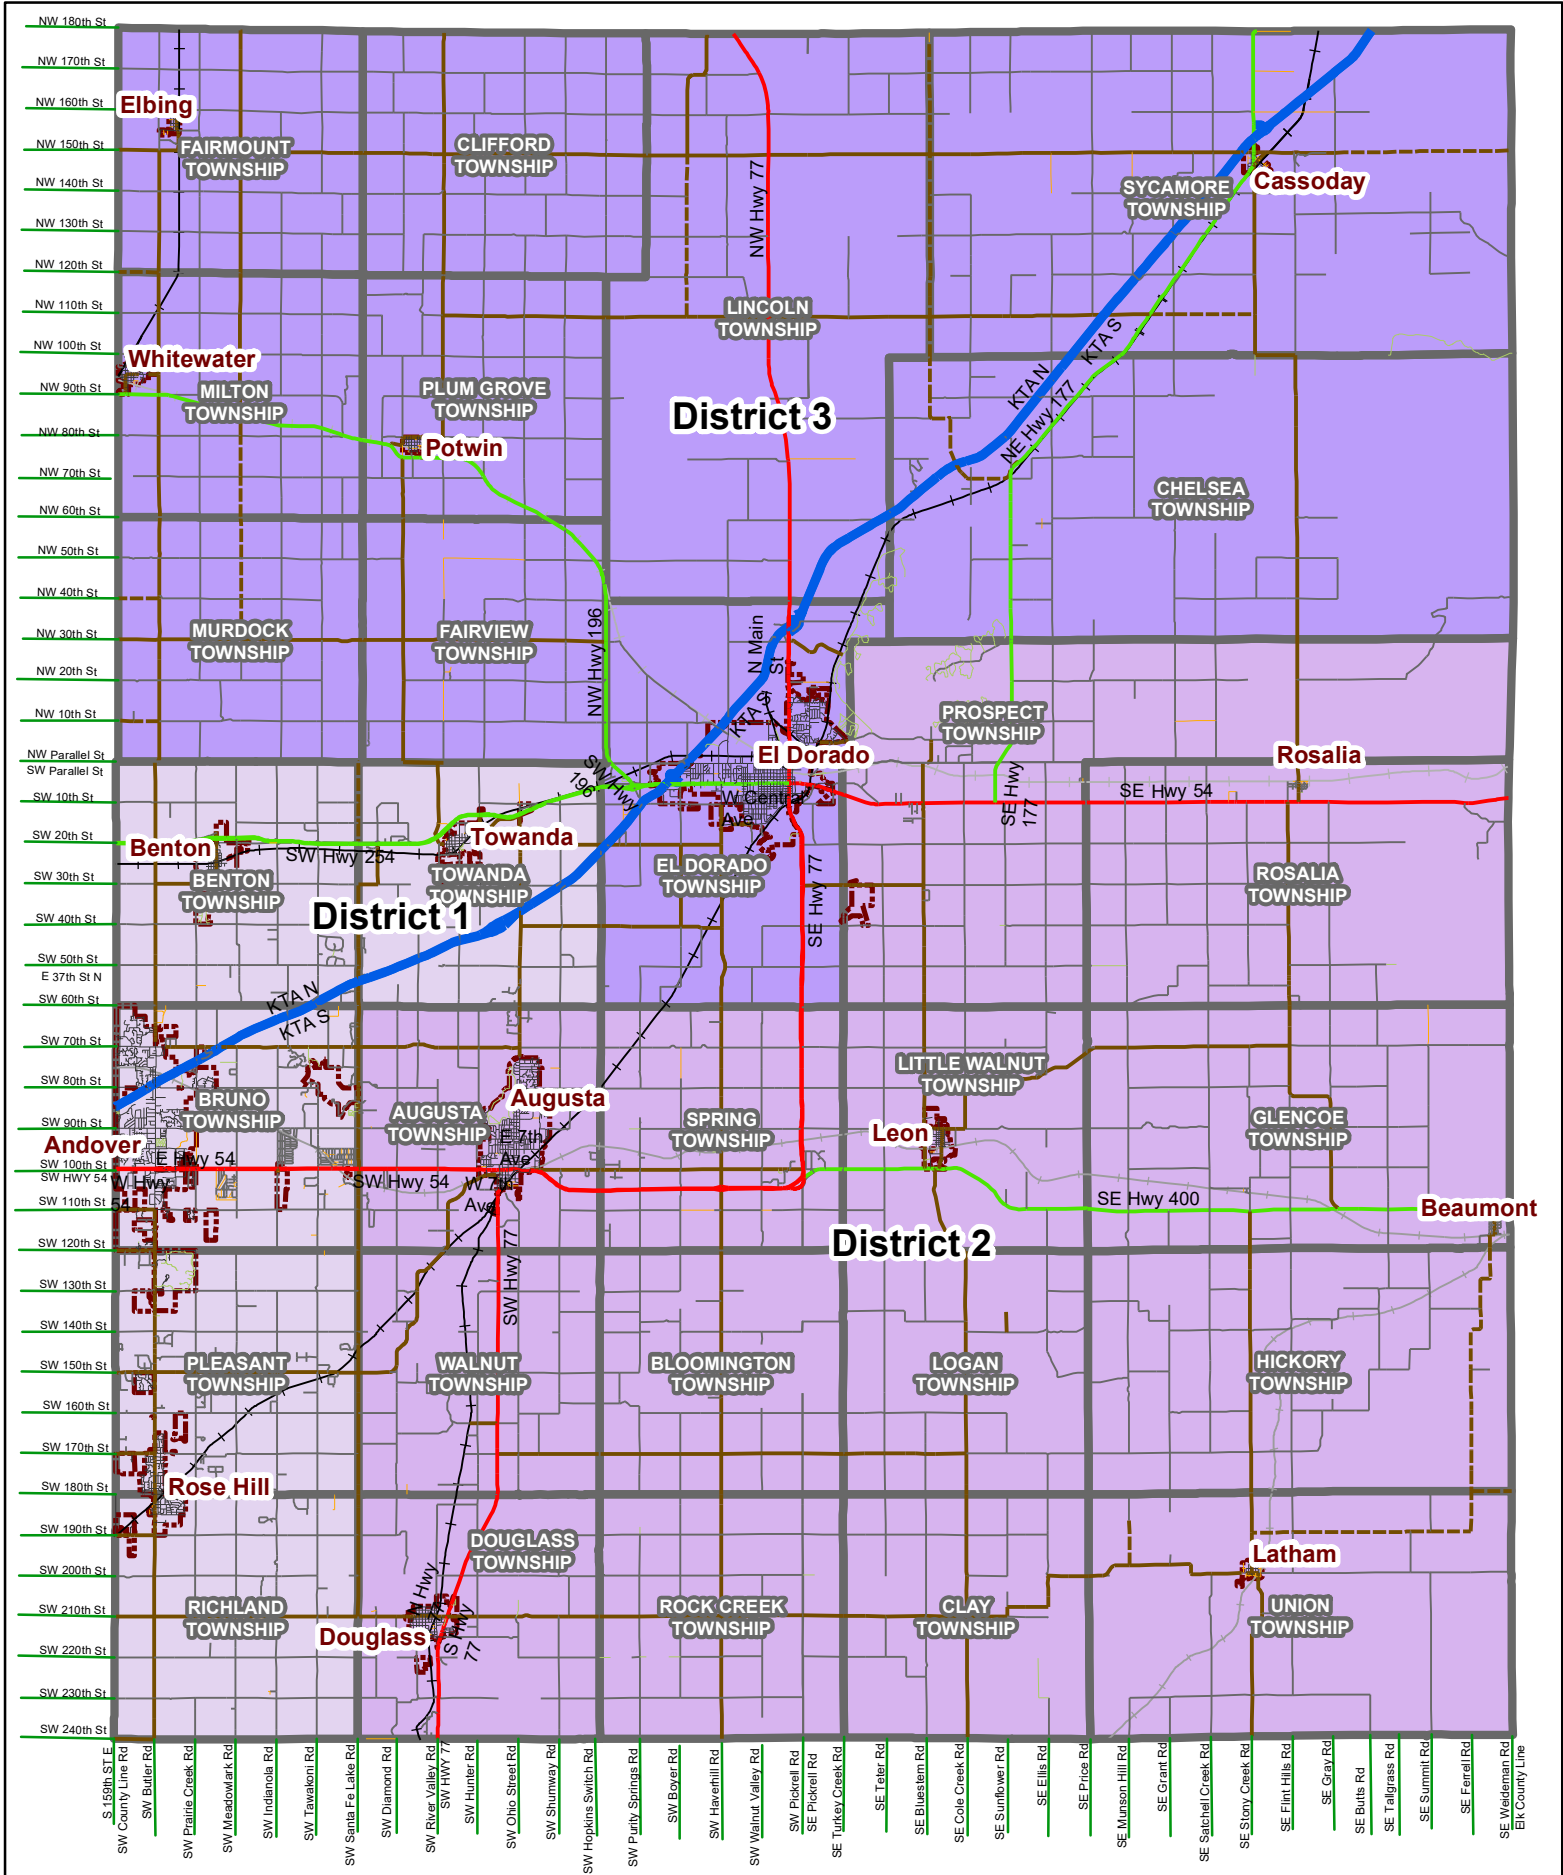 NW 180th St
NW 170th St
NW 160th St
NW 150th St
NW 140th St
NW 130th St
NW 120th St
NW 110th St
NW 100th St
NW 90th St
NW 80th St
NW 70th St
NW 60th St
NW 50th St
NW 40th St
NW 30th St
NW 20th St
NW 10th St
NW Parallel St
SW Parallel St
SW 10th St
SW 20th St
SW 30th St
SW 40th St
SW 50th St
E 37th St N
SW 60th St
SW 70th St
SW 80th St
SW 90th St
SW 100th St
SW HWY 54
SW 110th St
SW 120th St
SW 130th St
SW 140th St
SW 150th St
SW 160th St
SW 170th St
SW 180th St
SW 190th St
SW 200th St
SW 210th St
SW 220th St
SW 230th St
SW 240th St
Elbing
FAIRMOUNT
TOWNSHIP
CLIFFORD
TOWNSHIP
NW Hwy 77
SYCAMORE
TOWNSHIP
Cassoday
LINCOLN
TOWNSHIP
KTA S
KTA N
NE Hwy 177
Whitewater
MILTON
TOWNSHIP
PLUM GROVE
TOWNSHIP
District 3
Potwin
CHELSEA
TOWNSHIP
MURDOCK
TOWNSHIP
FAIRVIEW
TOWNSHIP
NW Hwy 196
N Main
St
KTA S
PROSPECT
TOWNSHIP
El Dorado
Rosalia
SW Hwy
196
W Central
Ave
SE Hwy
177
SE Hwy 54
Benton
Towanda
SW Hwy 254
BENTON
TOWNSHIP
TOWANDA
TOWNSHIP
EL DORADO
TOWNSHIP
SE Hwy 77
ROSALIA
TOWNSHIP
District 1
KTA N
KTA S
LITTLE WALNUT
TOWNSHIP
BRUNO
TOWNSHIP
AUGUSTA
TOWNSHIP
Augusta
SPRING
TOWNSHIP
GLENCOE
TOWNSHIP
Leon
Andover
E 7th
Ave
E Hwy 54
W Hwy
54
SW Hwy 54
W 7th
Ave
SE Hwy 400
Beaumont
District 2
SW Hwy 77
PLEASANT
TOWNSHIP
WALNUT
TOWNSHIP
BLOOMINGTON
TOWNSHIP
LOGAN
TOWNSHIP
HICKORY
TOWNSHIP
Rose Hill
DOUGLASS
TOWNSHIP
Latham
N Hwy
77
RICHLAND
TOWNSHIP
Douglass
S Hwy
77
ROCK CREEK
TOWNSHIP
CLAY
TOWNSHIP
UNION
TOWNSHIP
S 159th ST E
SW County Line Rd
SW Butler Rd
SW Prairie Creek Rd
SW Meadowlark Rd
SW Indianola Rd
SW Tawakoni Rd
SW Santa Fe Lake Rd
SW Diamond Rd
SW River Valley Rd
SW HWY 77
SW Hunter Rd
SW Ohio Street Rd
SW Shumway Rd
SW Hopkins Switch Rd
SW Purity Springs Rd
SW Boyer Rd
SW Haverhill Rd
SW Walnut Valley Rd
SW Pickrell Rd
SE Pickrell Rd
SE Turkey Creek Rd
SE Teter Rd
SE Bluestem Rd
SE Cole Creek Rd
SE Sunflower Rd
SE Ellis Rd
SE Price Rd
SE Munson Hill Rd
SE Grant Rd
SE Satchell Creek Rd
SE Stony Creek Rd
SE Flint Hills Rd
SE Gray Rd
SE Butts Rd
SE Tallgrass Rd
SE Summit Rd
SE Ferrell Rd
SE Weideman Rd
Elk County Line